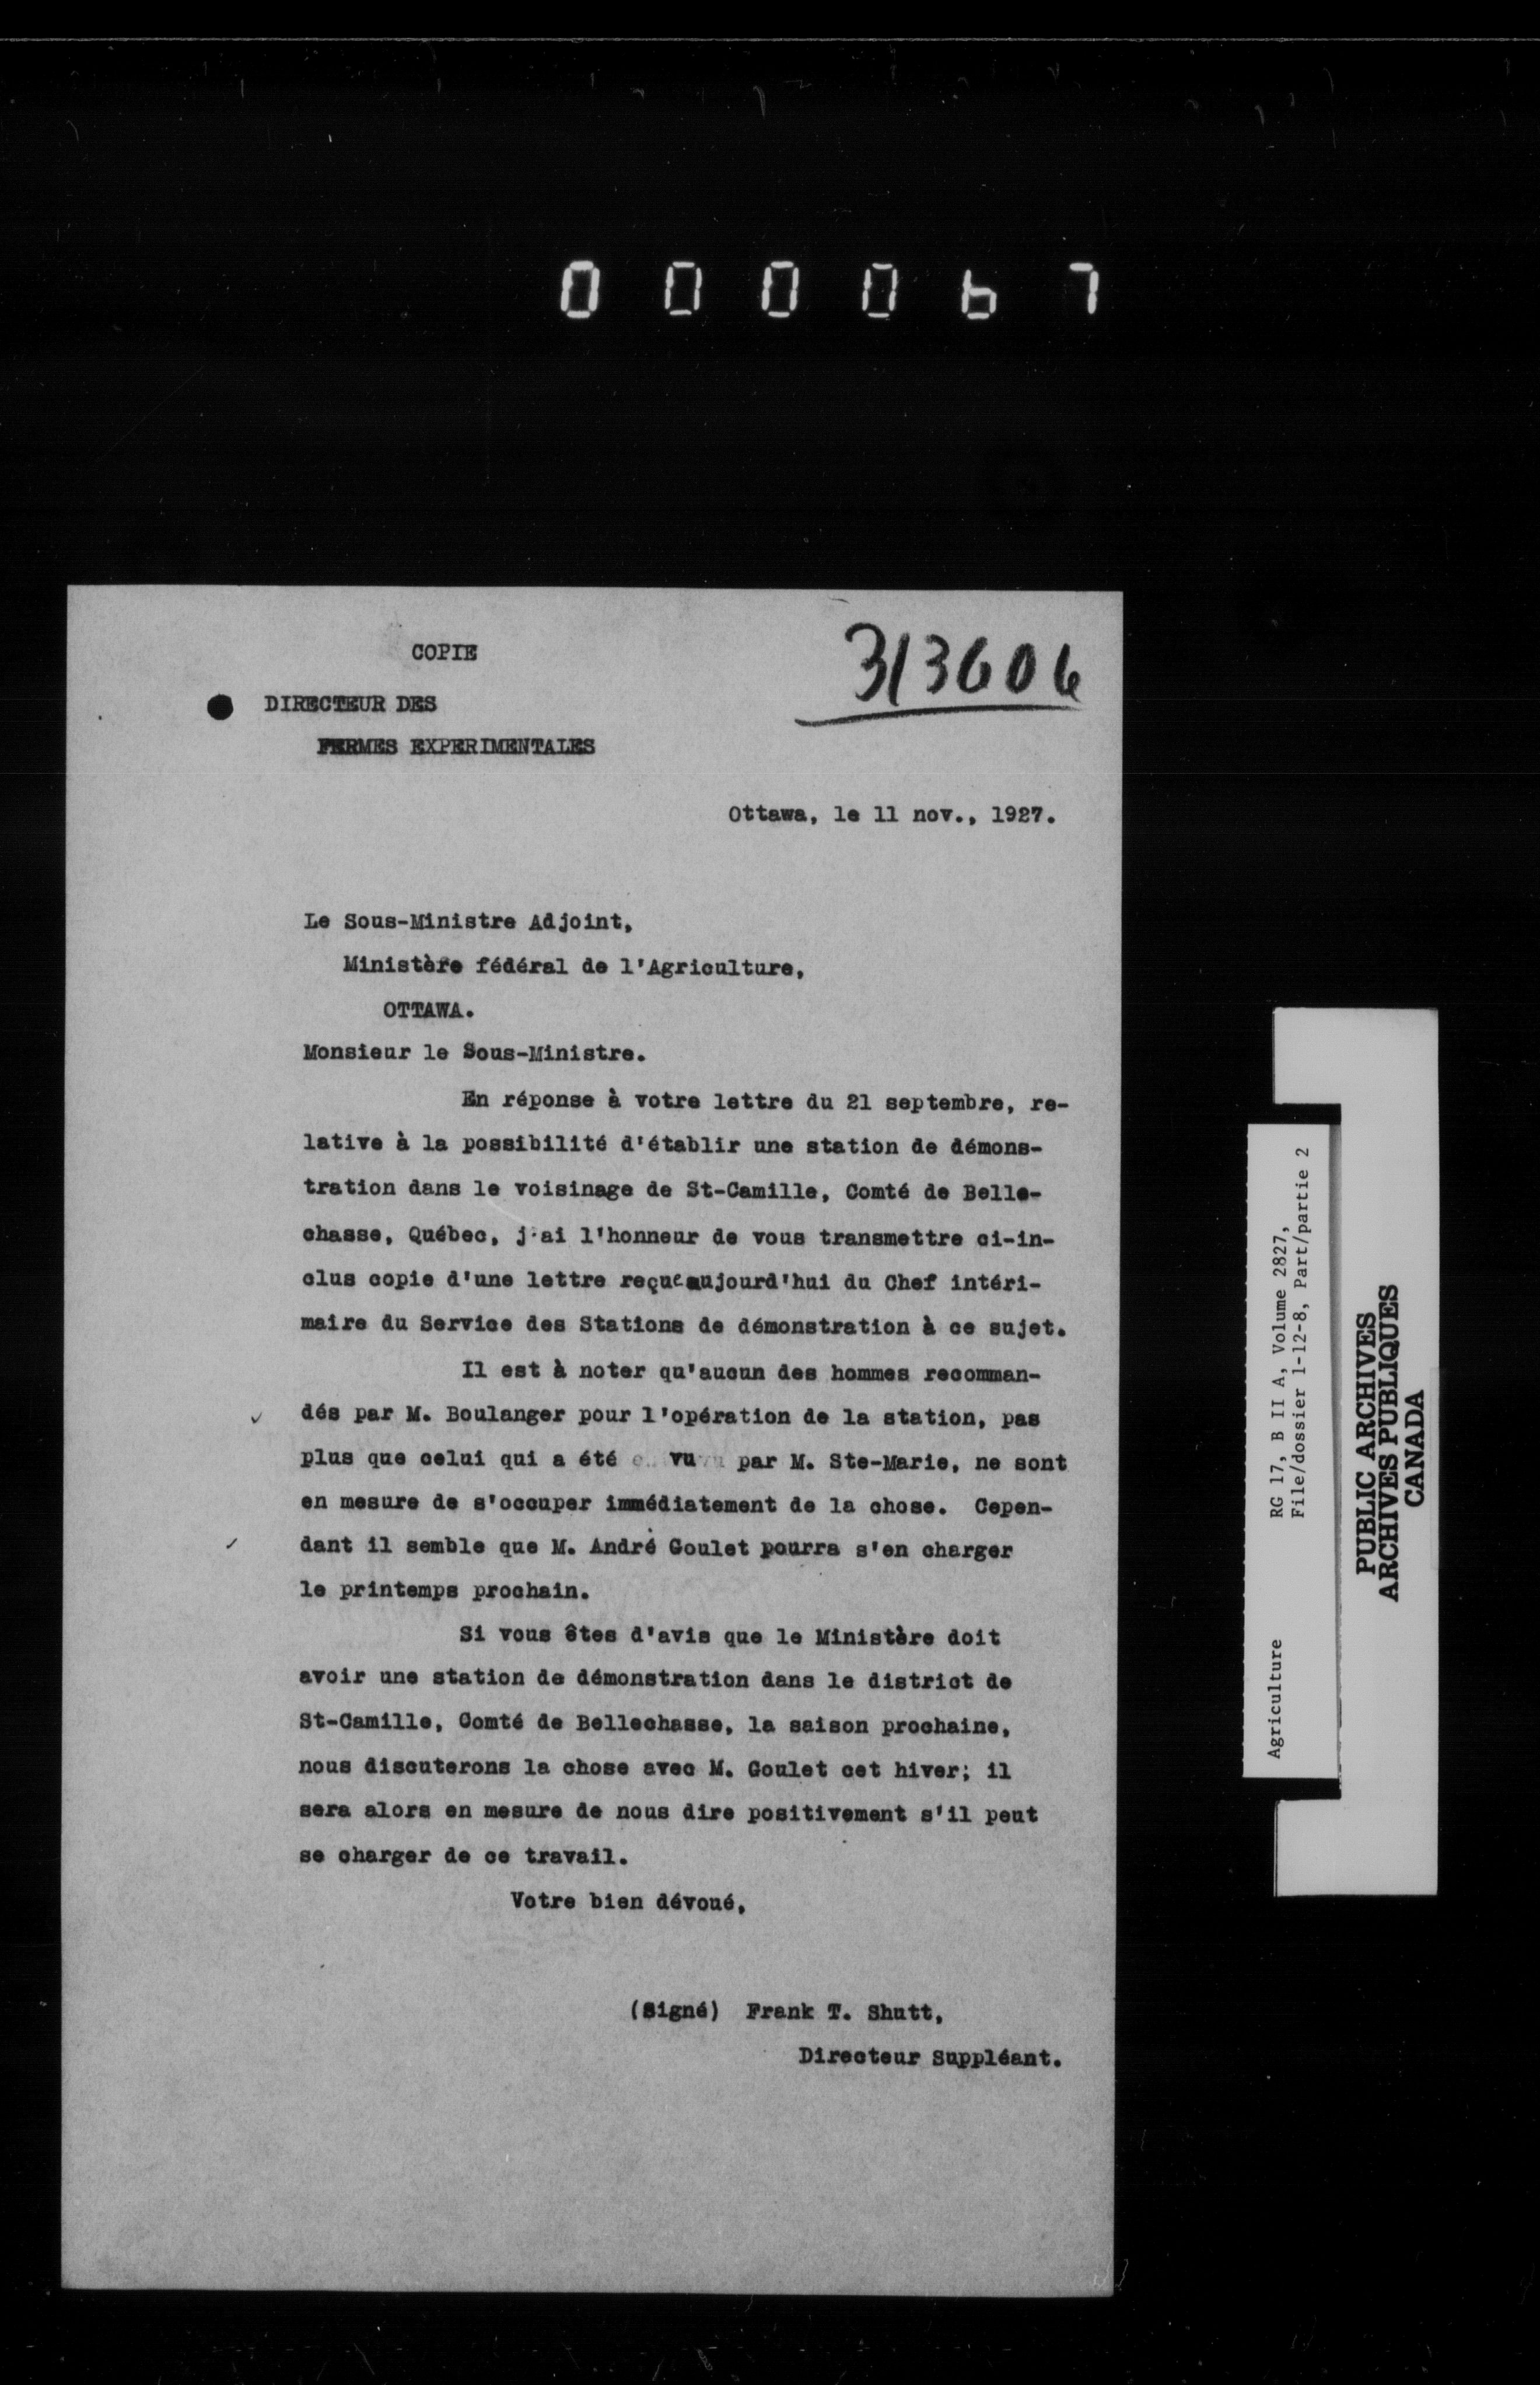 000067
COPIE
313606
DIRECTEUR DES
FERMES EXPERIMENTALES
Ottawa, le 11 nov., 1927.
Le Sous-Ministre Adjoint,
Ministère fédéral de l'Agriculture,
OTTAWA.
Monsieur le Sous-Ministre.
En réponse à votre lettre du 21 septembre, re-
lative à la possibilité d'établir une station de démons-
tration dans le voisinage de St-Camille, Comté de Belle-
chasse, Québec, j'ai l'honneur de vous transmettre ci-in-
clus copie d'une lettre reçue aujourd'hui du Chef intéri-
maire du Service des Stations de démonstration à ce sujet.
Il est à noter qu'aucun des hommes recomman-
dés par M. Boulanger pour l'opération de la station, pas
plus que celui qui a été vu par M. Ste-Marie, ne sont
en mesure de s'occuper immédiatement de la chose. Cepen-
dant il semble que M. André Goulet pourra s'en charger
le printemps prochain.
Si vous êtes d'avis que le Ministère doit
avoir une station de démonstration dans le district de
St-Camille, Comté de Bellechasse, la saison prochaine,
nous discuterons la chose avec M. Goulet cet hiver; il
sera alors en mesure de nous dire positivement s'il peut
se charger de ce travail.
Votre bien dévoué,
(Signé) Frank T. Shutt,
Directeur Suppléant.
Agriculture RG 17, B II A, Volume 2827,
File/dossier 1-12-8, Part/partie 2
PUBLIC ARCHIVES
ARCHIVES PUBLIQUES
CANADA